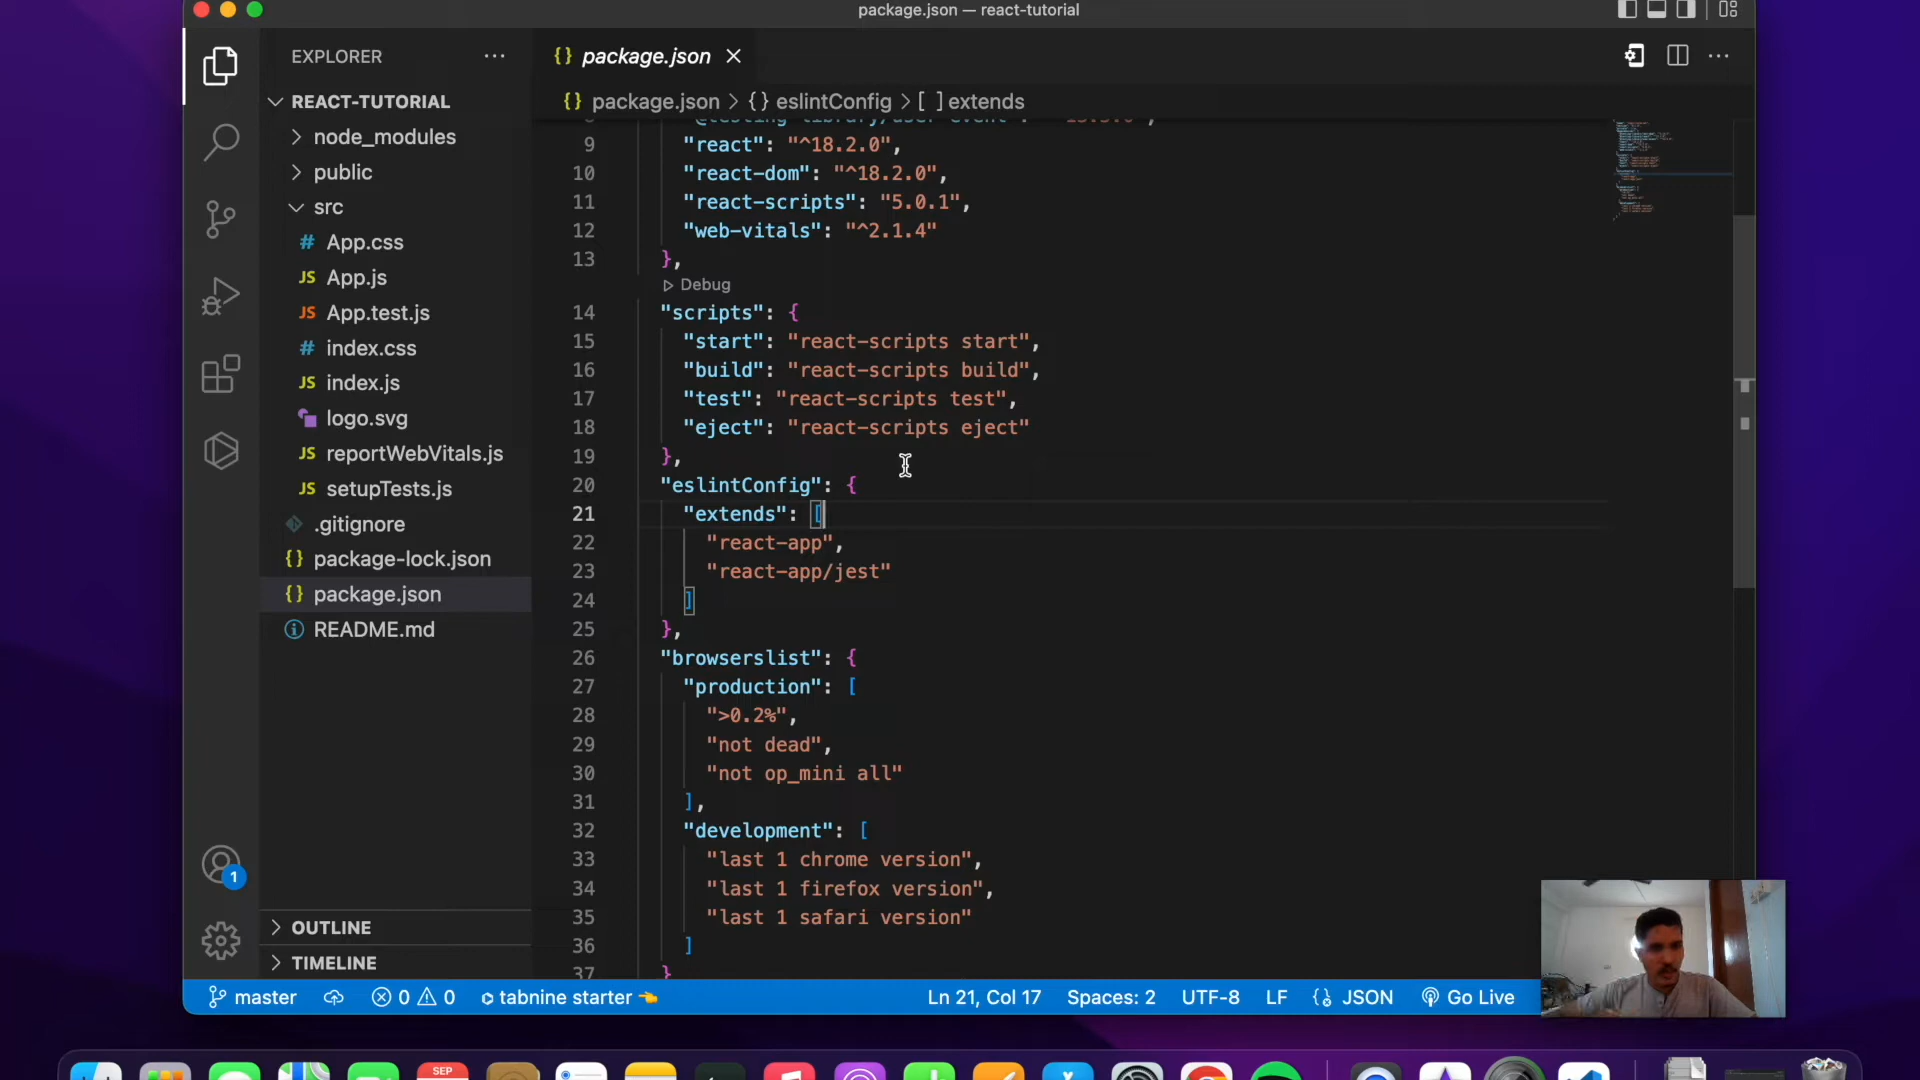 package.json — react-tutorial
EXPLORER
package.json
REACT-TUTORIAL
package.json > {} eslintConfig > [ ] extends
node_modules
public
src
App.css
App.js
App.test.js
index.css
index.js
logo.svg
reportWebVitals.js
setupTests.js
.gitignore
package-lock.json
package.json
README.md
OUTLINE
TIMELINE
9 "react": "^18.2.0",
10 "react-dom": "^18.2.0",
11 "react-scripts": "5.0.1",
12 "web-vitals": "^2.1.4"
13 },
Debug
14 "scripts": {
15 "start": "react-scripts start",
16 "build": "react-scripts build",
17 "test": "react-scripts test",
18 "eject": "react-scripts eject"
19 },
20 "eslintConfig": {
21 "extends": [
22 "react-app",
23 "react-app/jest"
24 ]
25 },
26 "browserslist": {
27 "production": [
28 ">0.2%",
29 "not dead",
30 "not op_mini all"
31 ],
32 "development": [
33 "last 1 chrome version",
34 "last 1 firefox version",
35 "last 1 safari version"
36 ]
37 }
1
master 0 0 tabnine starter Ln 21, Col 17 Spaces: 2 UTF-8 LF {} JSON Go Live
SEP